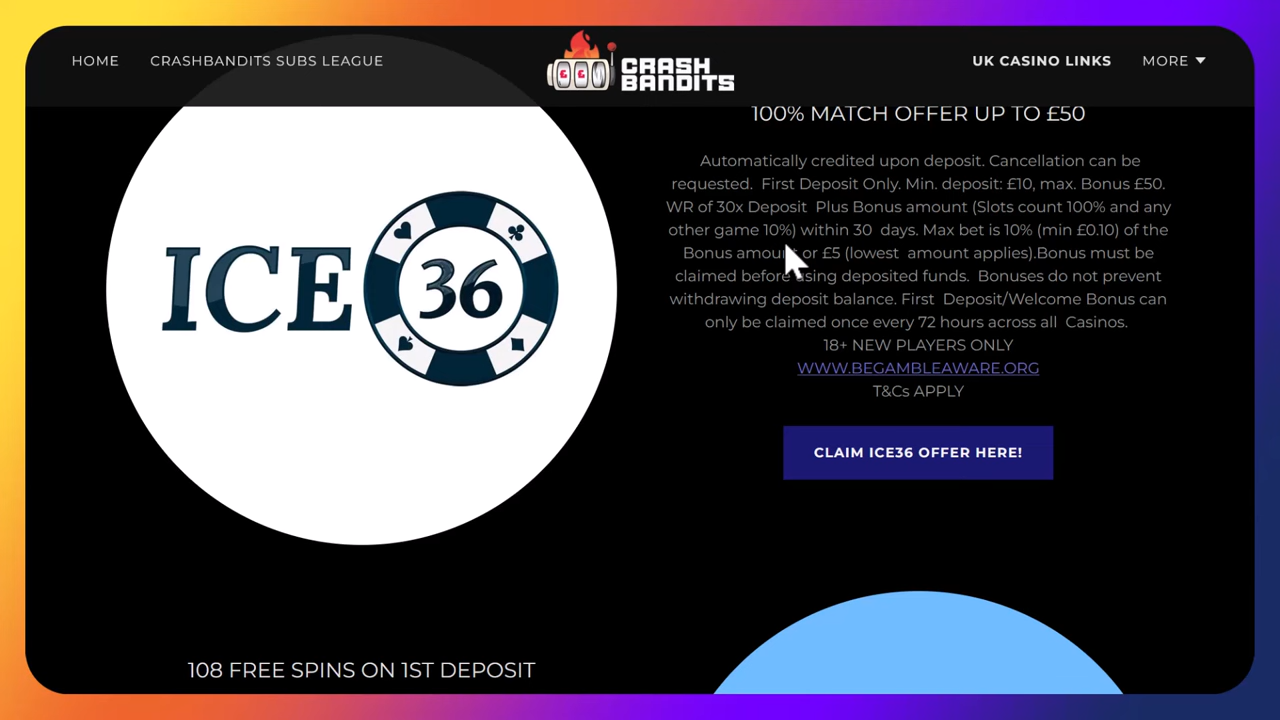 HOME
CRASHBANDITS SUBS LEAGUE
CRASH
BANDITS
UK CASINO LINKS
MORE
100% MATCH OFFER UP TO £50
Automatically credited upon deposit. Cancellation can be
requested. First Deposit Only. Min. deposit: £10, max. Bonus £50.
WR of 30x Deposit Plus Bonus amount (Slots count 100% and any
other game 10%) within 30 days. Max bet is 10% (min £0.10) of the
Bonus amount or £5 (lowest amount applies).Bonus must be
claimed before using deposited funds. Bonuses do not prevent
withdrawing deposit balance. First Deposit/Welcome Bonus can
only be claimed once every 72 hours across all Casinos.
18+ NEW PLAYERS ONLY
WWW.BEGAMBLEAWARE.ORG
T&Cs APPLY
CLAIM ICE36 OFFER HERE!
ICE 36
108 FREE SPINS ON 1ST DEPOSIT